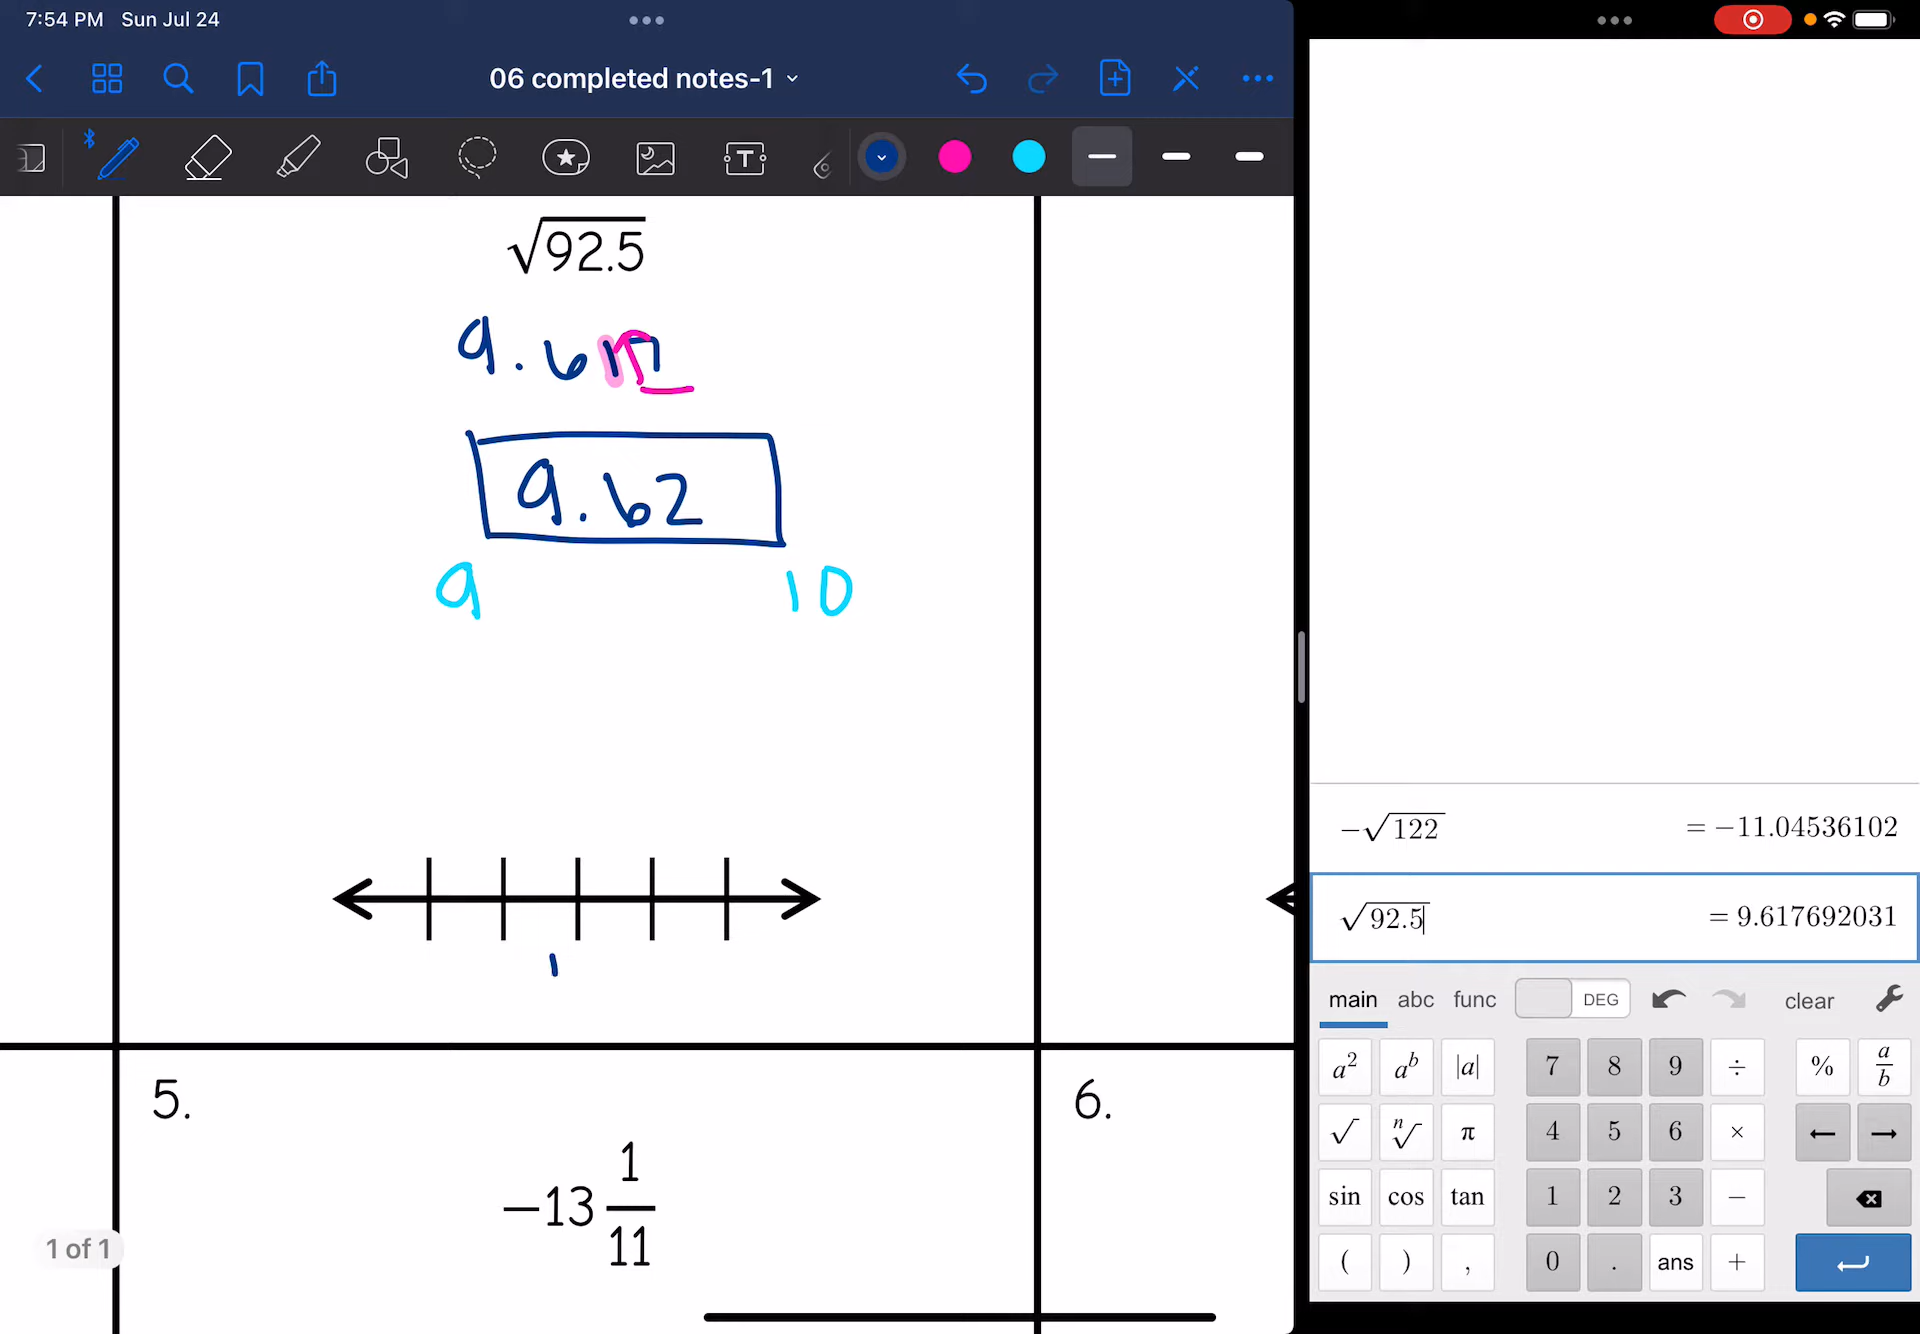 7:54 PM Sun Jul 24
06 completed notes-1
T
√92.5
9.617
9.62
9 10
1
5.
-13 1/11
6.
1 of 1
-√122 = -11.04536102
√92.5 = 9.617692031
main abc func DEG clear
a² aᵇ |a| 7 8 9 ÷ % a/b
√ ⁿ√ π 4 5 6 × ← →
sin cos tan 1 2 3 −
( ) , 0 . ans +